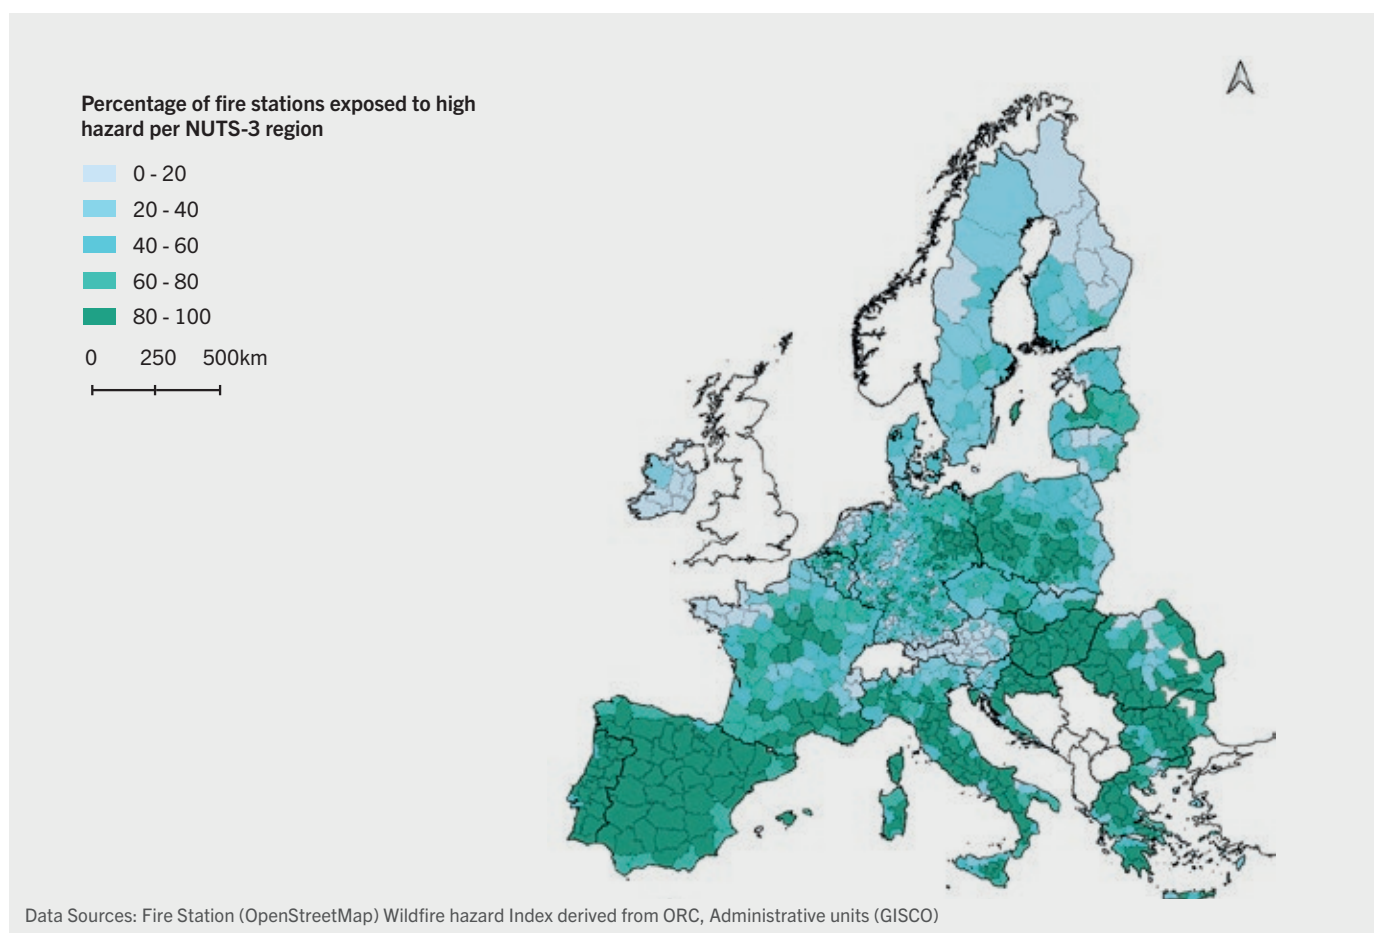 Percentage of fire stations exposed to high
hazard per NUTS-3 region
0 - 20
20 - 40
40 - 60
60 - 80
80 - 100
0 250 500km
Data Sources: Fire Station (OpenStreetMap) Wildfire hazard Index derived from ORC, Administrative units (GISCO)